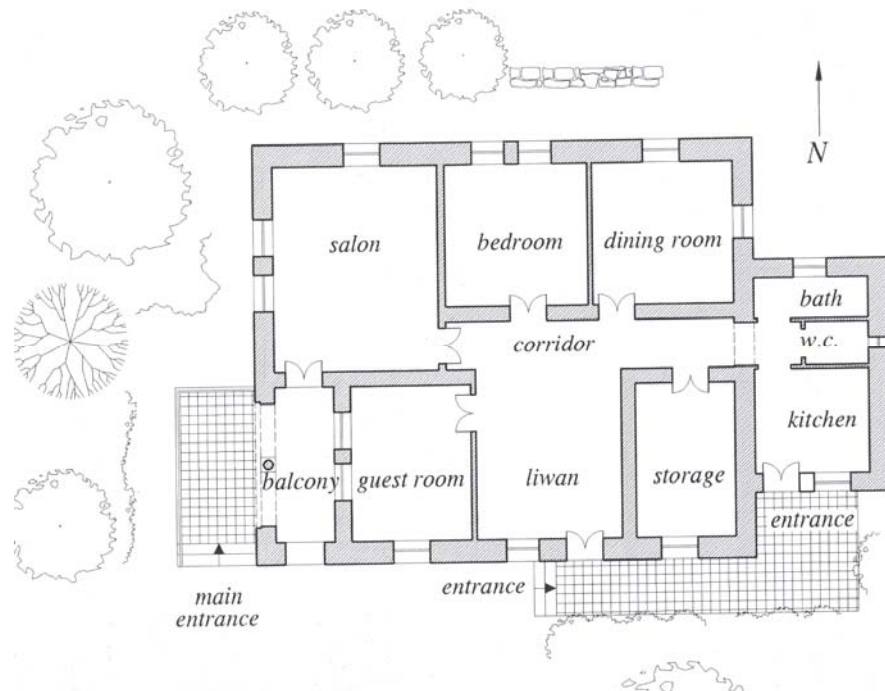 N
salon
bedroom
dining room
bath
corridor
w.c.
kitchen
balcony
guest room
liwan
storage
entrance
entrance
main
entrance